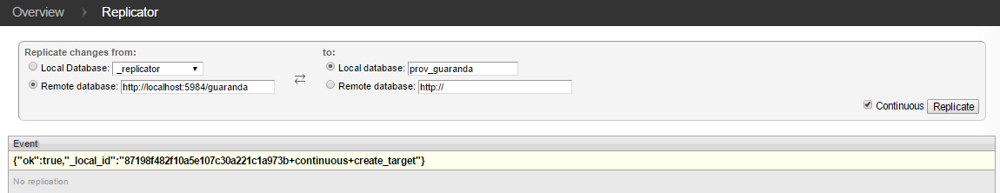 Overview › Replicator
Replicate changes from: to:
Local Database: _replicator Local database: prov_guaranda
Remote database: http://localhost:5984/guaranda Remote database: http://
Continuous Replicate
Event
{"ok":true,"_local_id":"87198f482f10a5e107c30a221c1a973b+continuous+create_target"}
No replication